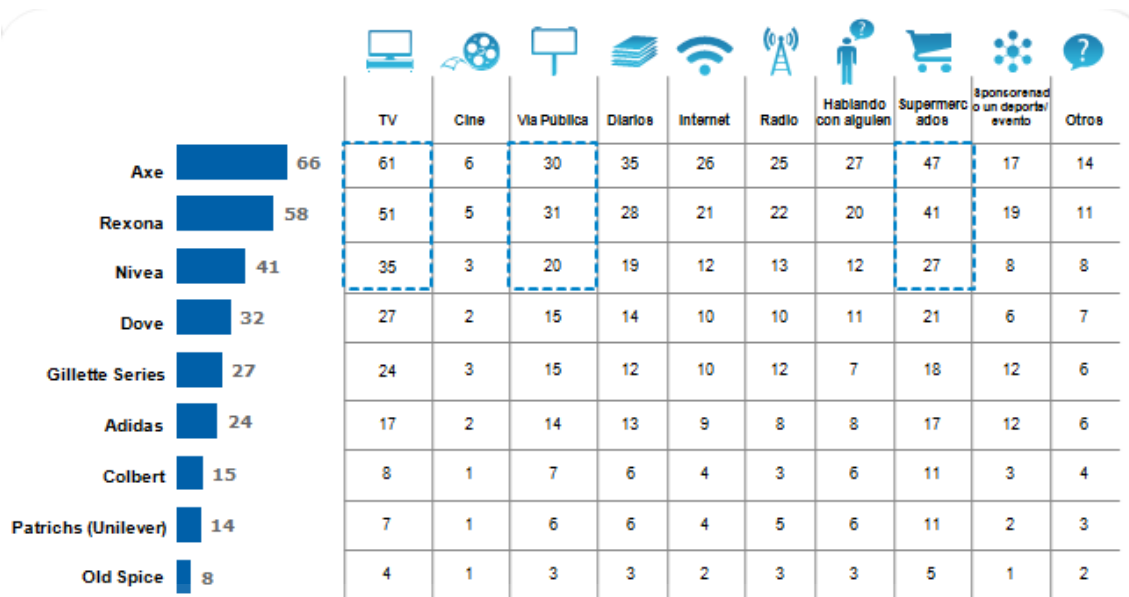 ? ?
TV Cine Via Pública Diarios Internet Radio Hablando con alguien Supermerc ados Sponsorenad o un deporte/ evento Otros
Axe 66 61 6 30 35 26 25 27 47 17 14
Rexona 58 51 5 31 28 21 22 20 41 19 11
Nivea 41 35 3 20 19 12 13 12 27 8 8
Dove 32 27 2 15 14 10 10 11 21 6 7
Gillette Series 27 24 3 15 12 10 12 7 18 12 6
Adidas 24 17 2 14 13 9 8 8 17 12 6
Colbert 15 8 1 7 6 4 3 6 11 3 4
Patrichs (Unilever) 14 7 1 6 6 4 5 6 11 2 3
Old Spice 8 4 1 3 3 2 3 3 5 1 2